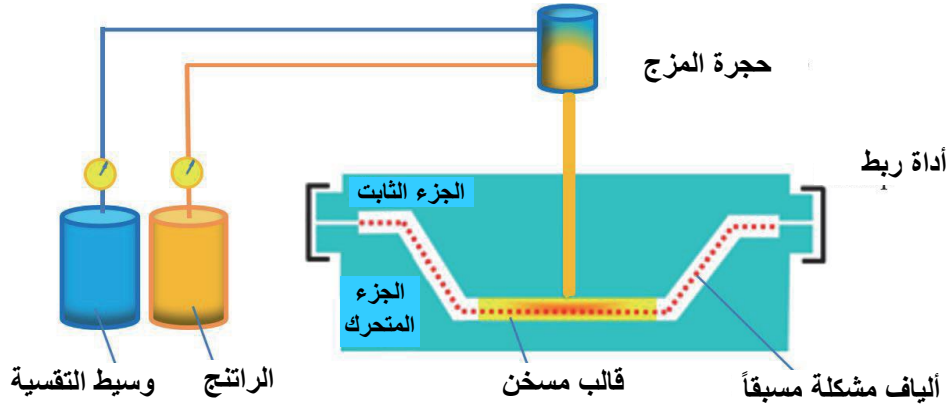 حجرة المزج
أداة ربط
الجزء الثابت
الجزء
المتحرك
ألياف مشكلة مسبقاً
قالب مسخن
الراتنج
وسيط التقسية